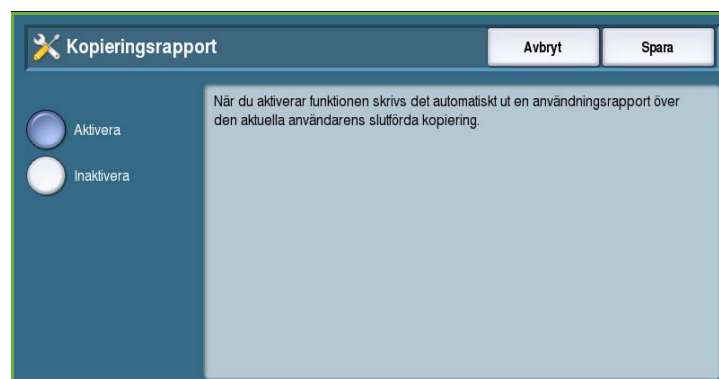 Kopieringsrapport
Avbryt
Spara
När du aktiverar funktionen skrivs det automatiskt ut en användningsrapport över
den aktuella användarens slutförda kopiering.
Aktivera
Inaktivera